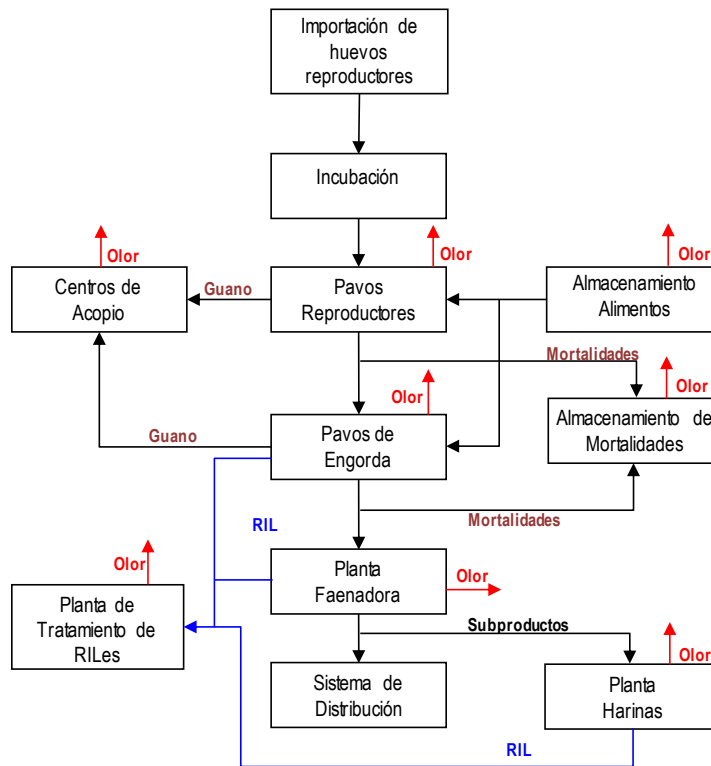 Importación de
huevos
reproductores
Incubación
Olor
Olor
Olor
Centros de
Acopio
Guano
Pavos
Reproductores
Almacenamiento
Alimentos
Mortalidades
Olor
Olor
Guano
Pavos de
Engorda
Almacenamiento de
Mortalidades
RIL
Mortalidades
Olor
Planta
Faenadora
Olor
Planta de
Tratamiento de
RILes
Subproductos
Olor
Sistema de
Distribución
Planta
Harinas
RIL